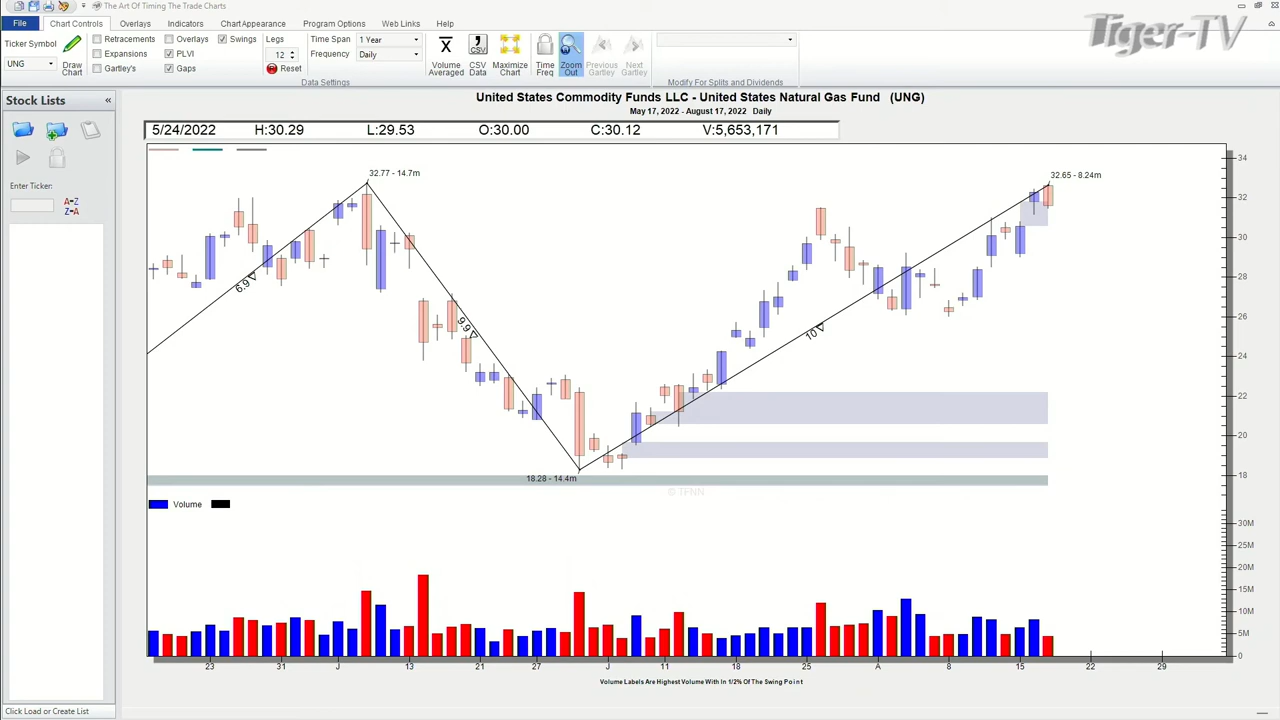 The Art Of Timing The Trade Charts
File Chart Controls Overlays Indicators Chart Appearance Program Options Web Links Help
Tiger-TV
Ticker Symbol
UNG
Draw Chart
Retracements Overlays Swings
Expansions PLVI
Gartley's Gaps
Legs
12
Reset
Time Span 1 Year
Frequency Daily
Data Settings
Volume Averaged
CSV Data
Maximize Chart
Time Freq
Zoom Out
Previous Gartley
Next Gartley
Modify For Splits and Dividends
Stock Lists «
Enter Ticker:
A-Z
Z-A
Click Load or Create List
United States Commodity Funds LLC - United States Natural Gas Fund (UNG)
May 17, 2022 - August 17, 2022 Daily
5/24/2022 H:30.29 L:29.53 O:30.00 C:30.12 V:5,653,171
32.77 - 14.7m
32.65 - 8.24m
6.9
9.9
10
18.28 - 14.4m
© TFNN
34
32
30
28
26
24
22
20
18
Volume
30M
25M
20M
15M
10M
5M
0
23 31 J 13 21 27 J 11 18 25 A 8 15 22 29
Volume Labels Are Highest Volume With In 1/2% Of The Swing Point